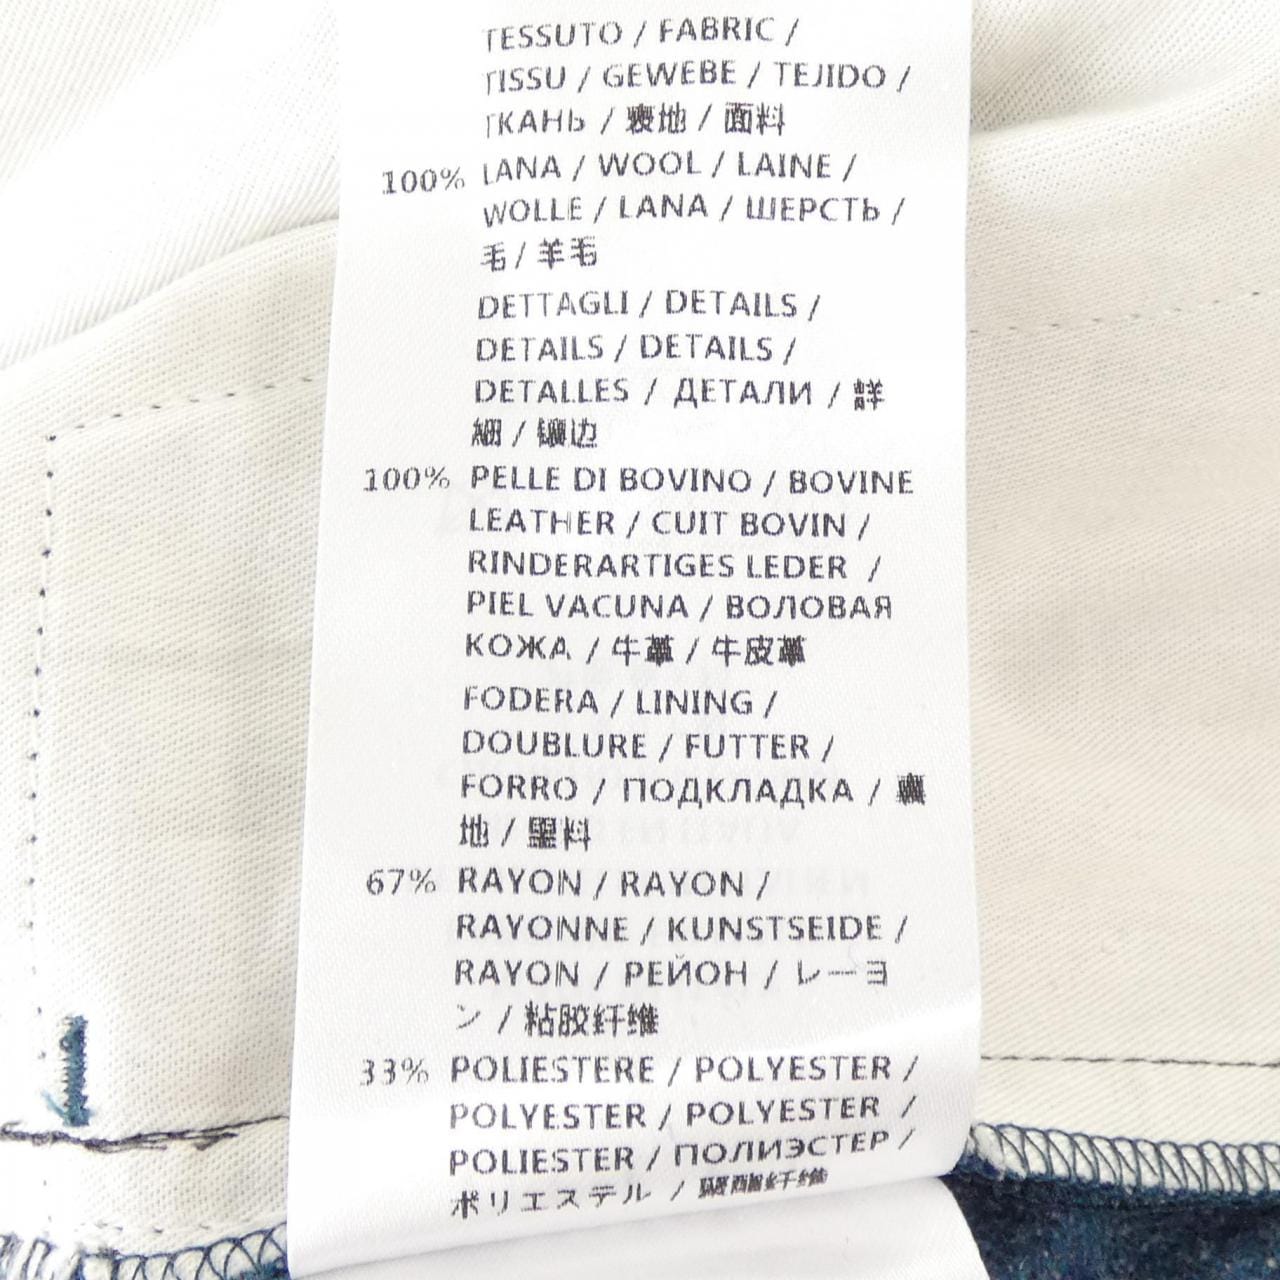 TESSUTO / FABRIC /
TISSU / GEWEBE / TEJIDO /
ТКАНЬ / 表地 / 面料
100% LANA / WOOL / LAINE /
WOLLE / LANA / ШЕРСТЬ /
毛 / 羊毛
DETTAGLI / DETAILS /
DETAILS / DETAILS /
DETALLES / ДЕТАЛИ / 詳
細 / 镶边
100% PELLE DI BOVINO / BOVINE
LEATHER / CUIT BOVIN /
RINDERARTIGES LEDER /
PIEL VACUNA / ВОЛОВАЯ
КОЖА / 牛革 / 牛皮革
FODERA / LINING /
DOUBLURE / FUTTER /
FORRO / ПОДКЛАДКА / 裏
地 / 里料
67% RAYON / RAYON /
RAYONNE / KUNSTSEIDE /
RAYON / РЕЙОН / レーヨ
ン / 粘胶纤维
33% POLIESTERE / POLYESTER /
POLYESTER / POLYESTER /
POLIESTER / ПОЛИЭСТЕР /
ポリエステル / 聚酯纤维